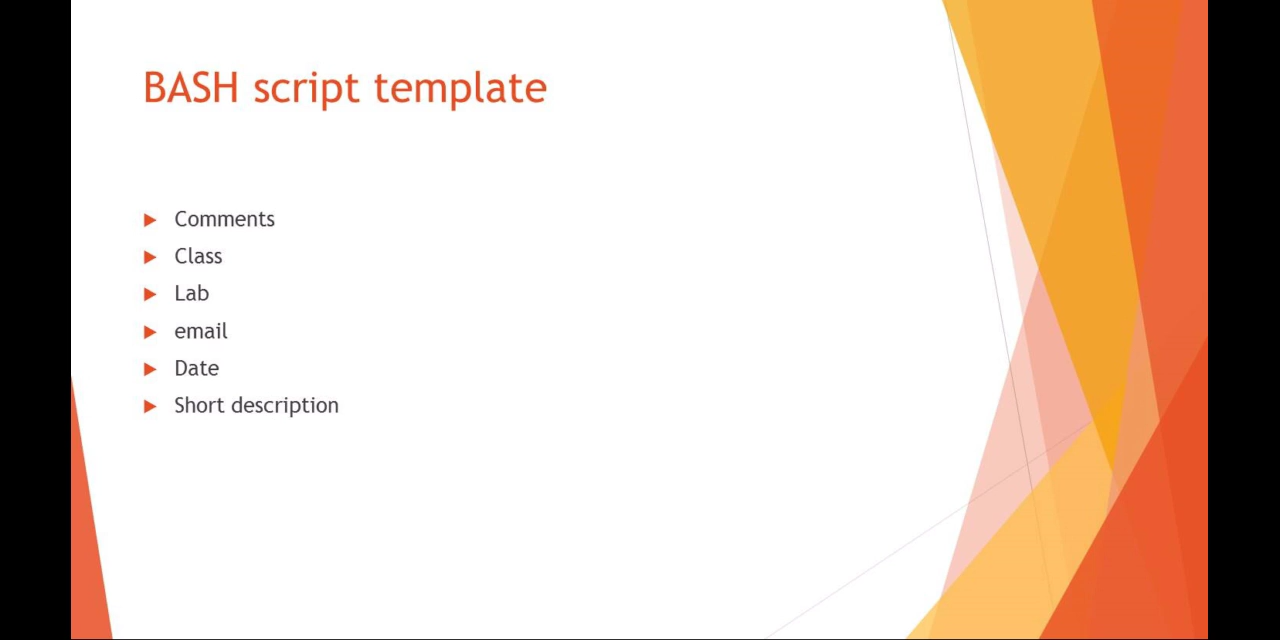 BASH script template
Comments
Class
Lab
email
Date
Short description